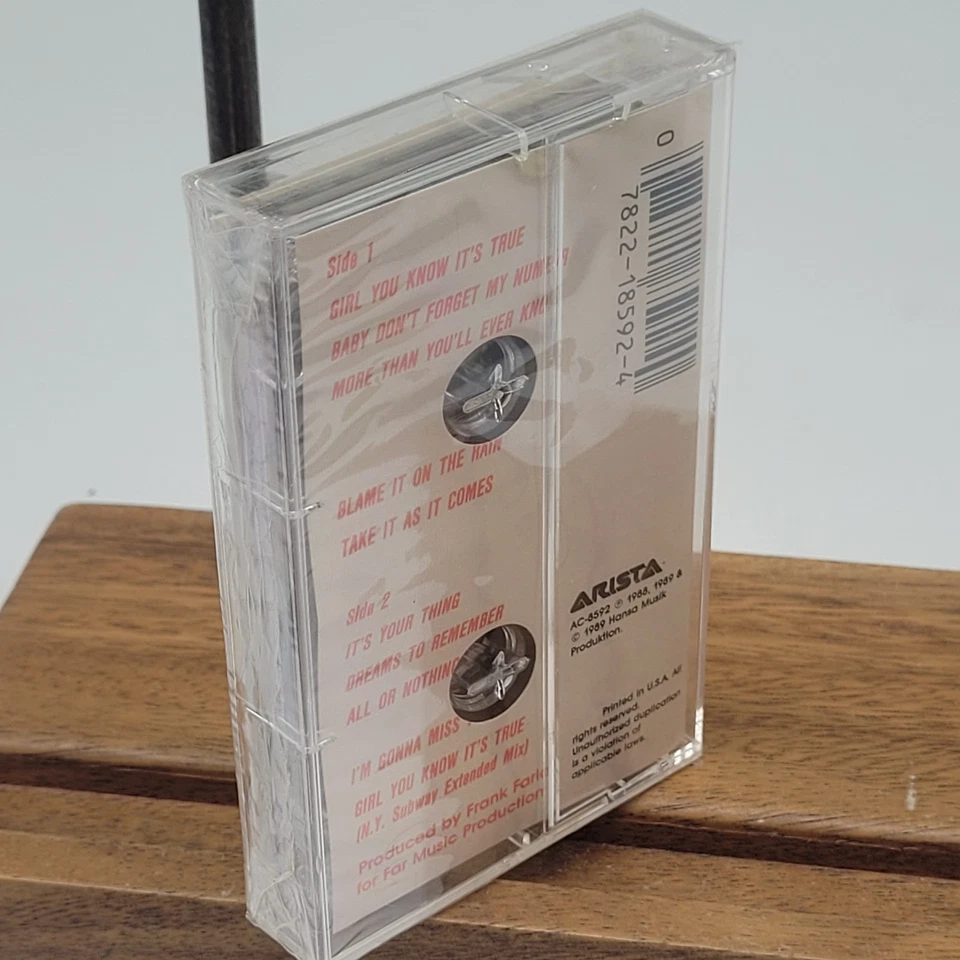 Side 1
GIRL YOU KNOW IT'S TRUE
BABY DON'T FORGET MY NUMBER
MORE THAN YOU'LL EVER KNOW
BLAME IT ON THE RAIN
TAKE IT AS IT COMES
Side 2
IT'S YOUR THING
DREAMS TO REMEMBER
ALL OR NOTHING
I'M GONNA MISS
GIRL YOU KNOW IT'S TRUE
(N.Y. Subway Extended Mix)
Produced by Frank Farian
for Far Music Production
0 7822-18592-4
ARISTA
AC-8592 ℗ 1988, 1989 &
© 1989 Hansa Musik
Produktion.
Printed in U.S.A. All
rights reserved.
Unauthorized duplication
is a violation of
applicable laws.